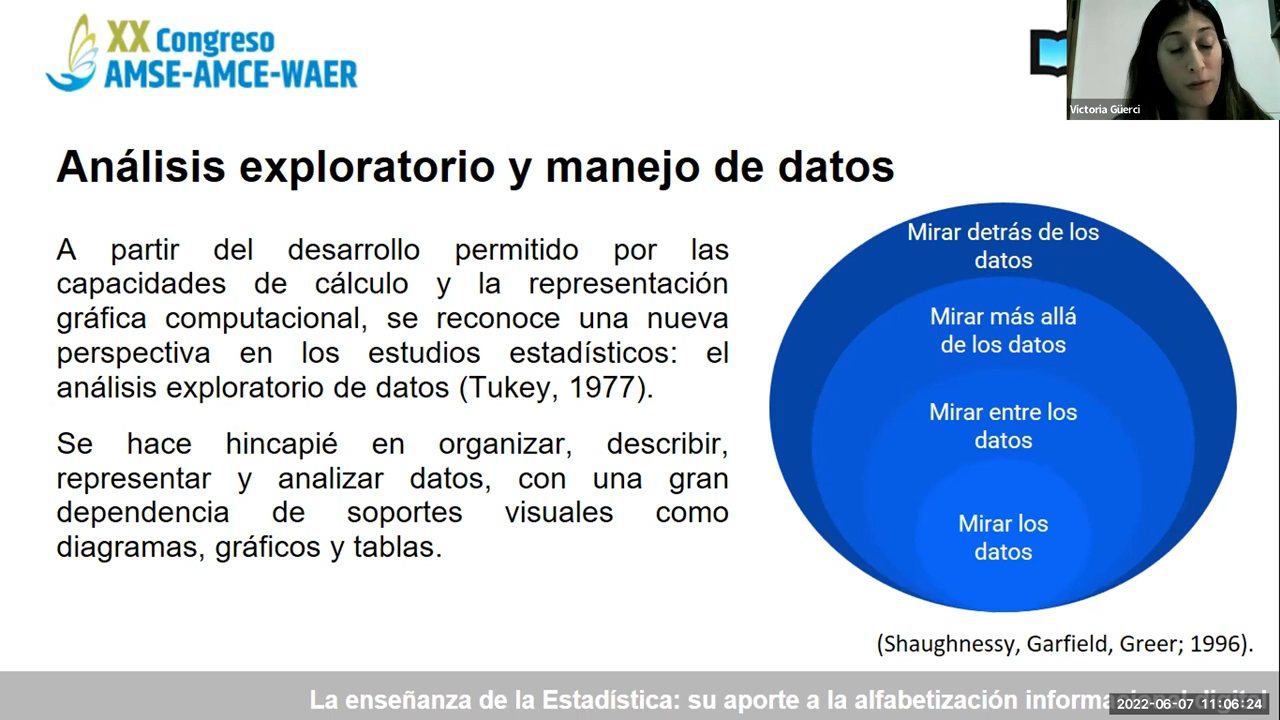 XX Congreso
AMSE-AMCE-WAER
Victoria Güerci
Análisis exploratorio y manejo de datos
A partir del desarrollo permitido por las
capacidades de cálculo y la representación
gráfica computacional, se reconoce una nueva
perspectiva en los estudios estadísticos: el
análisis exploratorio de datos (Tukey, 1977).
Se hace hincapié en organizar, describir,
representar y analizar datos, con una gran
dependencia de soportes visuales como
diagramas, gráficos y tablas.
Mirar detrás de los
datos
Mirar más allá
de los datos
Mirar entre los
datos
Mirar los
datos
(Shaughnessy, Garfield, Greer; 1996).
La enseñanza de la Estadística: su aporte a la alfabetización informacional digital
2022-06-07 11:06:24